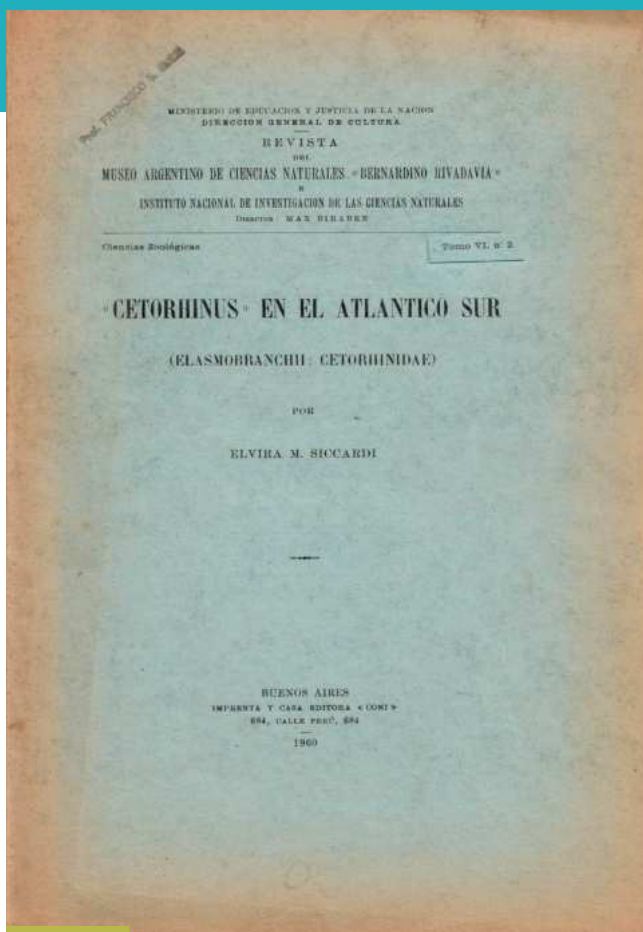 Prof. FRANCISCO
MINISTERIO DE EDUCACION Y JUSTICIA DE LA NACION
DIRECCION GENERAL DE CULTURA
REVISTA
DEL
MUSEO ARGENTINO DE CIENCIAS NATURALES «BERNARDINO RIVADAVIA»
E
INSTITUTO NACIONAL DE INVESTIGACION DE LAS CIENCIAS NATURALES
Director: MAX BIRABEN
Ciencias Zoológicas
Tomo VI, nº 2
«CETORHINUS» EN EL ATLANTICO SUR
(ELASMOBRANCHII: CETORHINIDAE)
POR
ELVIRA M. SICCARDI
BUENOS AIRES
IMPRENTA Y CASA EDITORA «CONI»
684, CALLE PERÚ, 684
1960